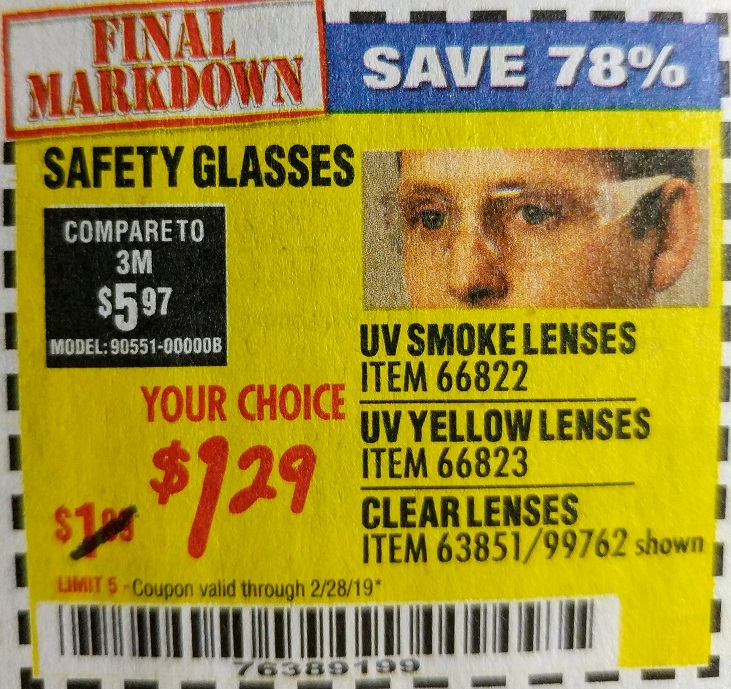 FINAL
MARKDOWN
SAVE 78%
SAFETY GLASSES
COMPARE TO
3M
$5.97
MODEL: 90551-00000B
YOUR CHOICE
$1.29
UV SMOKE LENSES
ITEM 66822
UV YELLOW LENSES
ITEM 66823
CLEAR LENSES
ITEM 63851/99762 shown
LIMIT 5 - Coupon valid through 2/28/19*
76389199